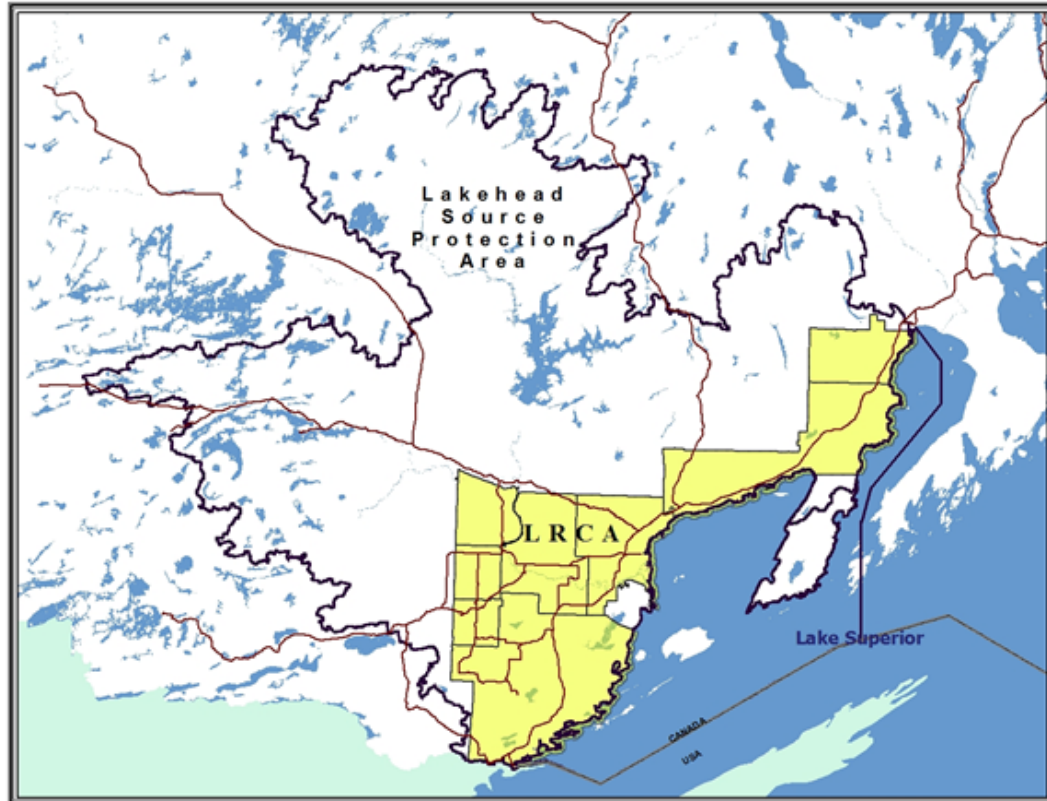 Lakehead
Source
Protection
Area
LRCA
Lake Superior
CANADA
USA